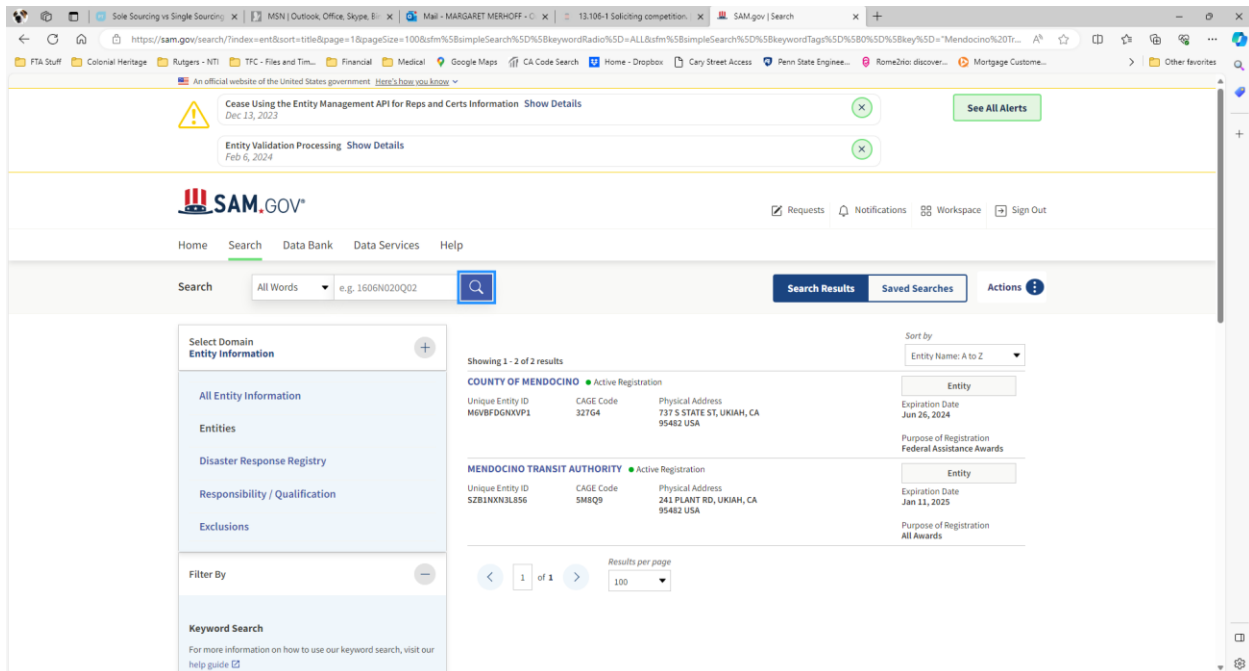 Sole Sourcing vs Single Sourcing
MSN | Outlook, Office, Skype, Bi
Mail - MARGARET MERHOFF - O
13.106-1 Soliciting competition.
SAM.gov | Search
https://sam.gov/search/?index=ent&sort=title&page=1&pageSize=100&sfm%5BsimpleSearch%5D%5BkeywordRadio%5D=ALL&sfm%5BsimpleSearch%5D%5BkeywordTags%5D%5B0%5D%5Bkey%5D="Mendocino%20Tr...
FTA Stuff Colonial Heritage Rutgers - NTI TFC - Files and Tim... Financial Medical Google Maps CA Code Search Home - Dropbox Cary Street Access Penn State Enginee... Rome2rio: discover... Mortgage Custome... Other favorites
An official website of the United States government Here's how you know
Cease Using the Entity Management API for Reps and Certs Information Show Details
Dec 13, 2023
See All Alerts
Entity Validation Processing Show Details
Feb 6, 2024
SAM.GOV®
Requests Notifications Workspace Sign Out
Home Search Data Bank Data Services Help
Search All Words e.g. 1606N020Q02
Search Results Saved Searches Actions
Select Domain
Entity Information
All Entity Information
Entities
Disaster Response Registry
Responsibility / Qualification
Exclusions
Filter By
Keyword Search
For more information on how to use our keyword search, visit our
help guide
Sort by
Entity Name: A to Z
Showing 1 - 2 of 2 results
COUNTY OF MENDOCINO Active Registration
Entity
Unique Entity ID CAGE Code Physical Address
M6VBFDGNXVP1 327G4 737 S STATE ST, UKIAH, CA
95482 USA
Expiration Date
Jun 26, 2024
Purpose of Registration
Federal Assistance Awards
MENDOCINO TRANSIT AUTHORITY Active Registration
Entity
Unique Entity ID CAGE Code Physical Address
SZB1NXN3L856 5M8Q9 241 PLANT RD, UKIAH, CA
95482 USA
Expiration Date
Jan 11, 2025
Purpose of Registration
All Awards
Results per page
1 of 1
100